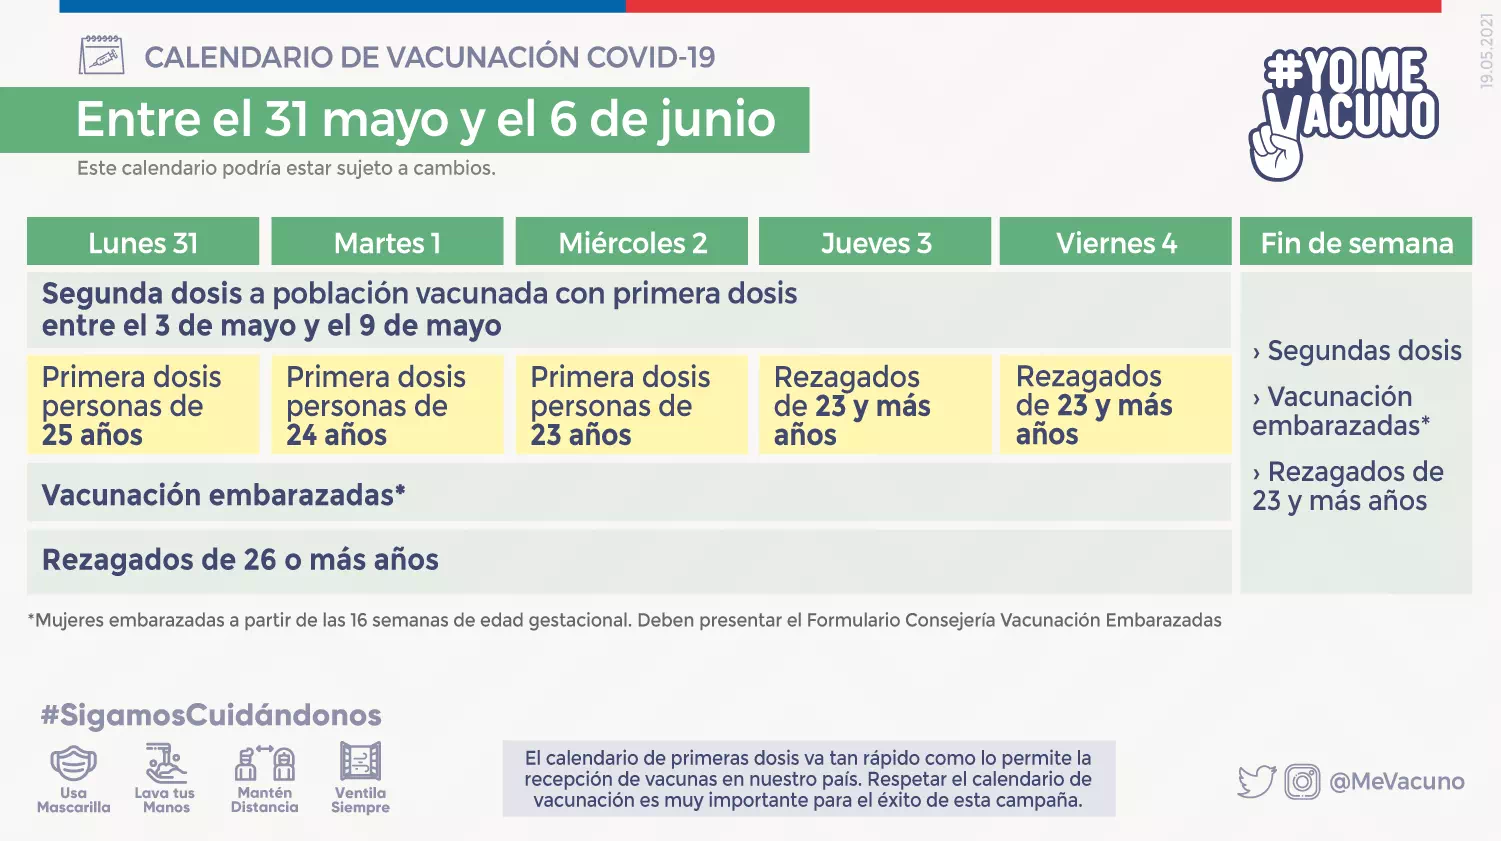 19.05.2021
CALENDARIO DE VACUNACIÓN COVID-19
#YO ME
VACUNO
Entre el 31 mayo y el 6 de junio
Este calendario podría estar sujeto a cambios.
Lunes 31
Martes 1
Miércoles 2
Jueves 3
Viernes 4
Fin de semana
Segunda dosis a población vacunada con primera dosis
entre el 3 de mayo y el 9 de mayo
Primera dosis
personas de
25 años
Primera dosis
personas de
24 años
Primera dosis
personas de
23 años
Rezagados
de 23 y más
años
Rezagados
de 23 y más
años
Vacunación embarazadas*
Rezagados de 26 o más años
› Segundas dosis
› Vacunación
embarazadas*
› Rezagados de
23 y más años
*Mujeres embarazadas a partir de las 16 semanas de edad gestacional. Deben presentar el Formulario Consejería Vacunación Embarazadas
#SigamosCuidándonos
Usa
Mascarilla
Lava tus
Manos
Mantén
Distancia
Ventila
Siempre
El calendario de primeras dosis va tan rápido como lo permite la
recepción de vacunas en nuestro país. Respetar el calendario de
vacunación es muy importante para el éxito de esta campaña.
@MeVacuno